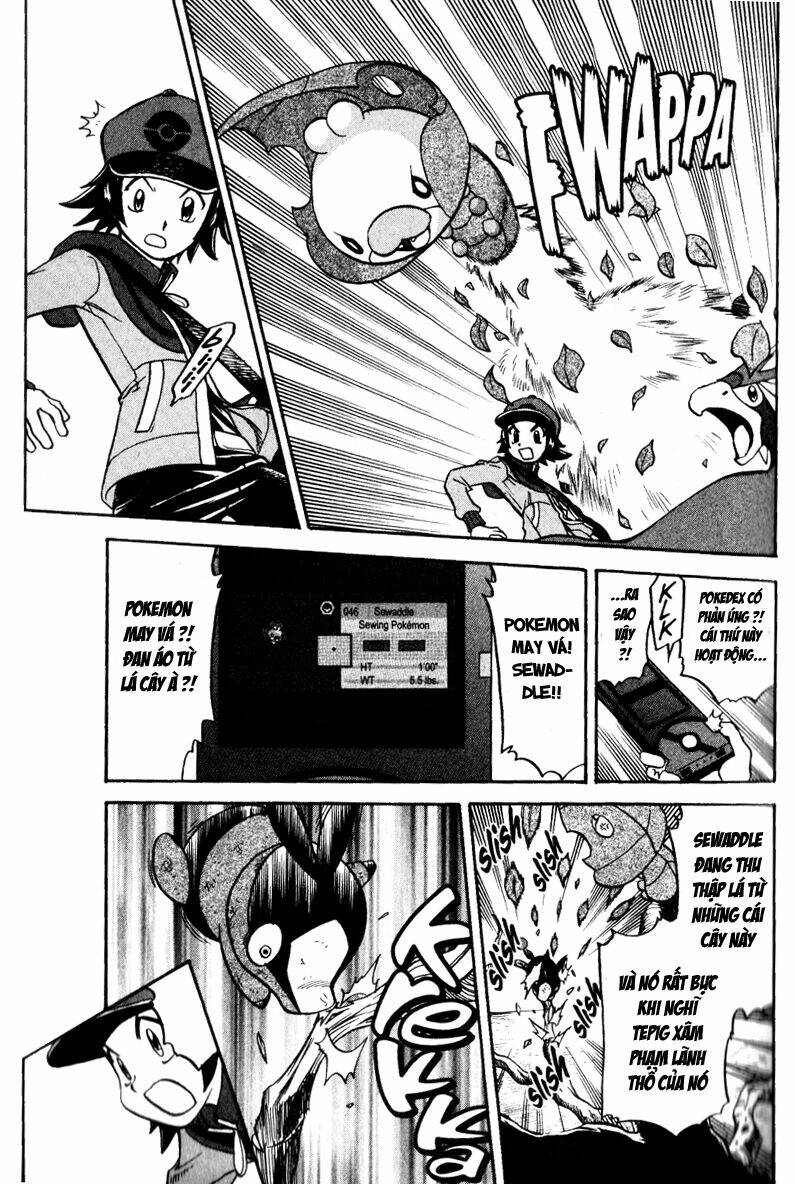 FWAPPA
POKEDEX CÓ
PHẢN ỨNG ?!
CÁI THỨ NÀY
HOẠT ĐỘNG...
KLK
...RA
SAO
VẬY
?!
POKEMON
MAY VÁ!
SEWAD-
DLE!!
046 Sewaddle
Sewing Pokémon
HT 1'00"
WT 5.5 lbs.
POKEMON
MAY VÁ ?!
ĐAN ÁO TỪ
LÁ CÂY À ?!
SEWADDLE
ĐANG THU
THẬP LÁ TỪ
NHỮNG CÁI
CÂY NÀY
VÀ NÓ RẤT BỰC
KHI NGHĨ
TEPIG XÂM
PHẠM LÃNH
THỔ CỦA NÓ
slish
slish
slish
slish
slish
KreKKa